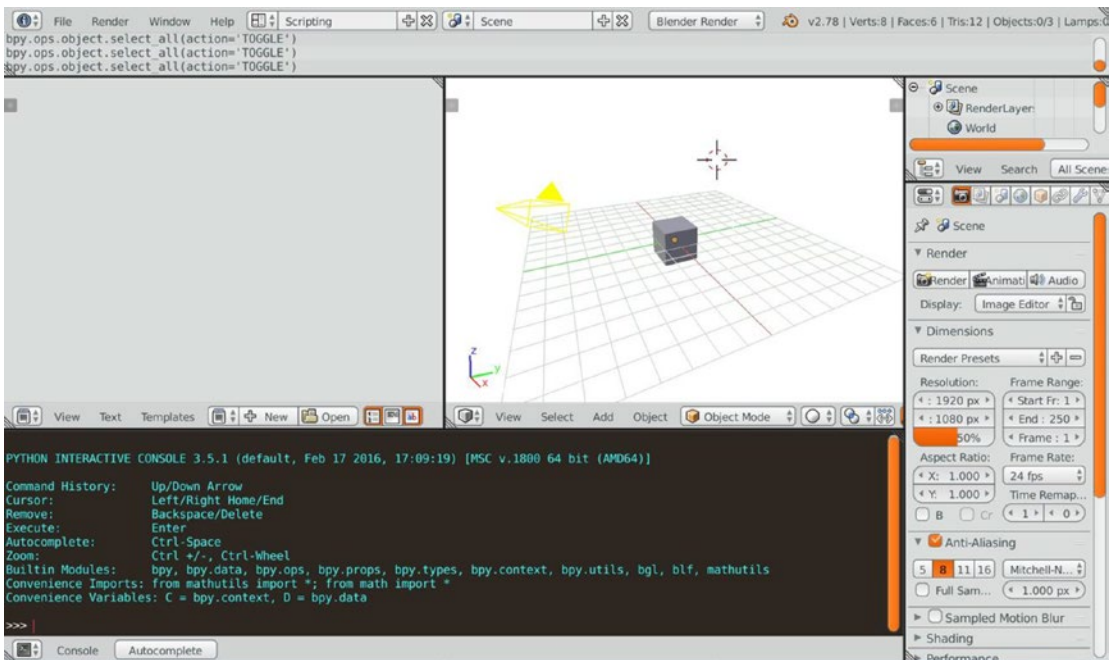 File Render Window Help Scripting Scene Blender Render v2.78 | Verts:8 | Faces:6 | Tris:12 | Objects:0/3 | Lamps:0
bpy.ops.object.select_all(action='TOGGLE')
bpy.ops.object.select_all(action='TOGGLE')
bpy.ops.object.select_all(action='TOGGLE')
Scene
RenderLayer:
World
View Search All Scene
Scene
Render
Render Animati Audio
Display: Image Editor
Dimensions
Render Presets
Resolution: Frame Range:
: 1920 px Start Fr: 1
: 1080 px End : 250
50% Frame : 1
Aspect Ratio: Frame Rate:
X: 1.000 24 fps
Y: 1.000 Time Remap...
B Cr 1 0
Anti-Aliasing
5 8 11 16 Mitchell-N...
Full Sam... 1.000 px
Sampled Motion Blur
Shading
Performance
z
y
x
View Text Templates New Open
View Select Add Object Object Mode
PYTHON INTERACTIVE CONSOLE 3.5.1 (default, Feb 17 2016, 17:09:19) [MSC v.1800 64 bit (AMD64)]
Command History: Up/Down Arrow
Cursor: Left/Right Home/End
Remove: Backspace/Delete
Execute: Enter
Autocomplete: Ctrl-Space
Zoom: Ctrl +/-, Ctrl-Wheel
Builtin Modules: bpy, bpy.data, bpy.ops, bpy.props, bpy.types, bpy.context, bpy.utils, bgl, blf, mathutils
Convenience Imports: from mathutils import *; from math import *
Convenience Variables: C = bpy.context, D = bpy.data
>>>
Console Autocomplete